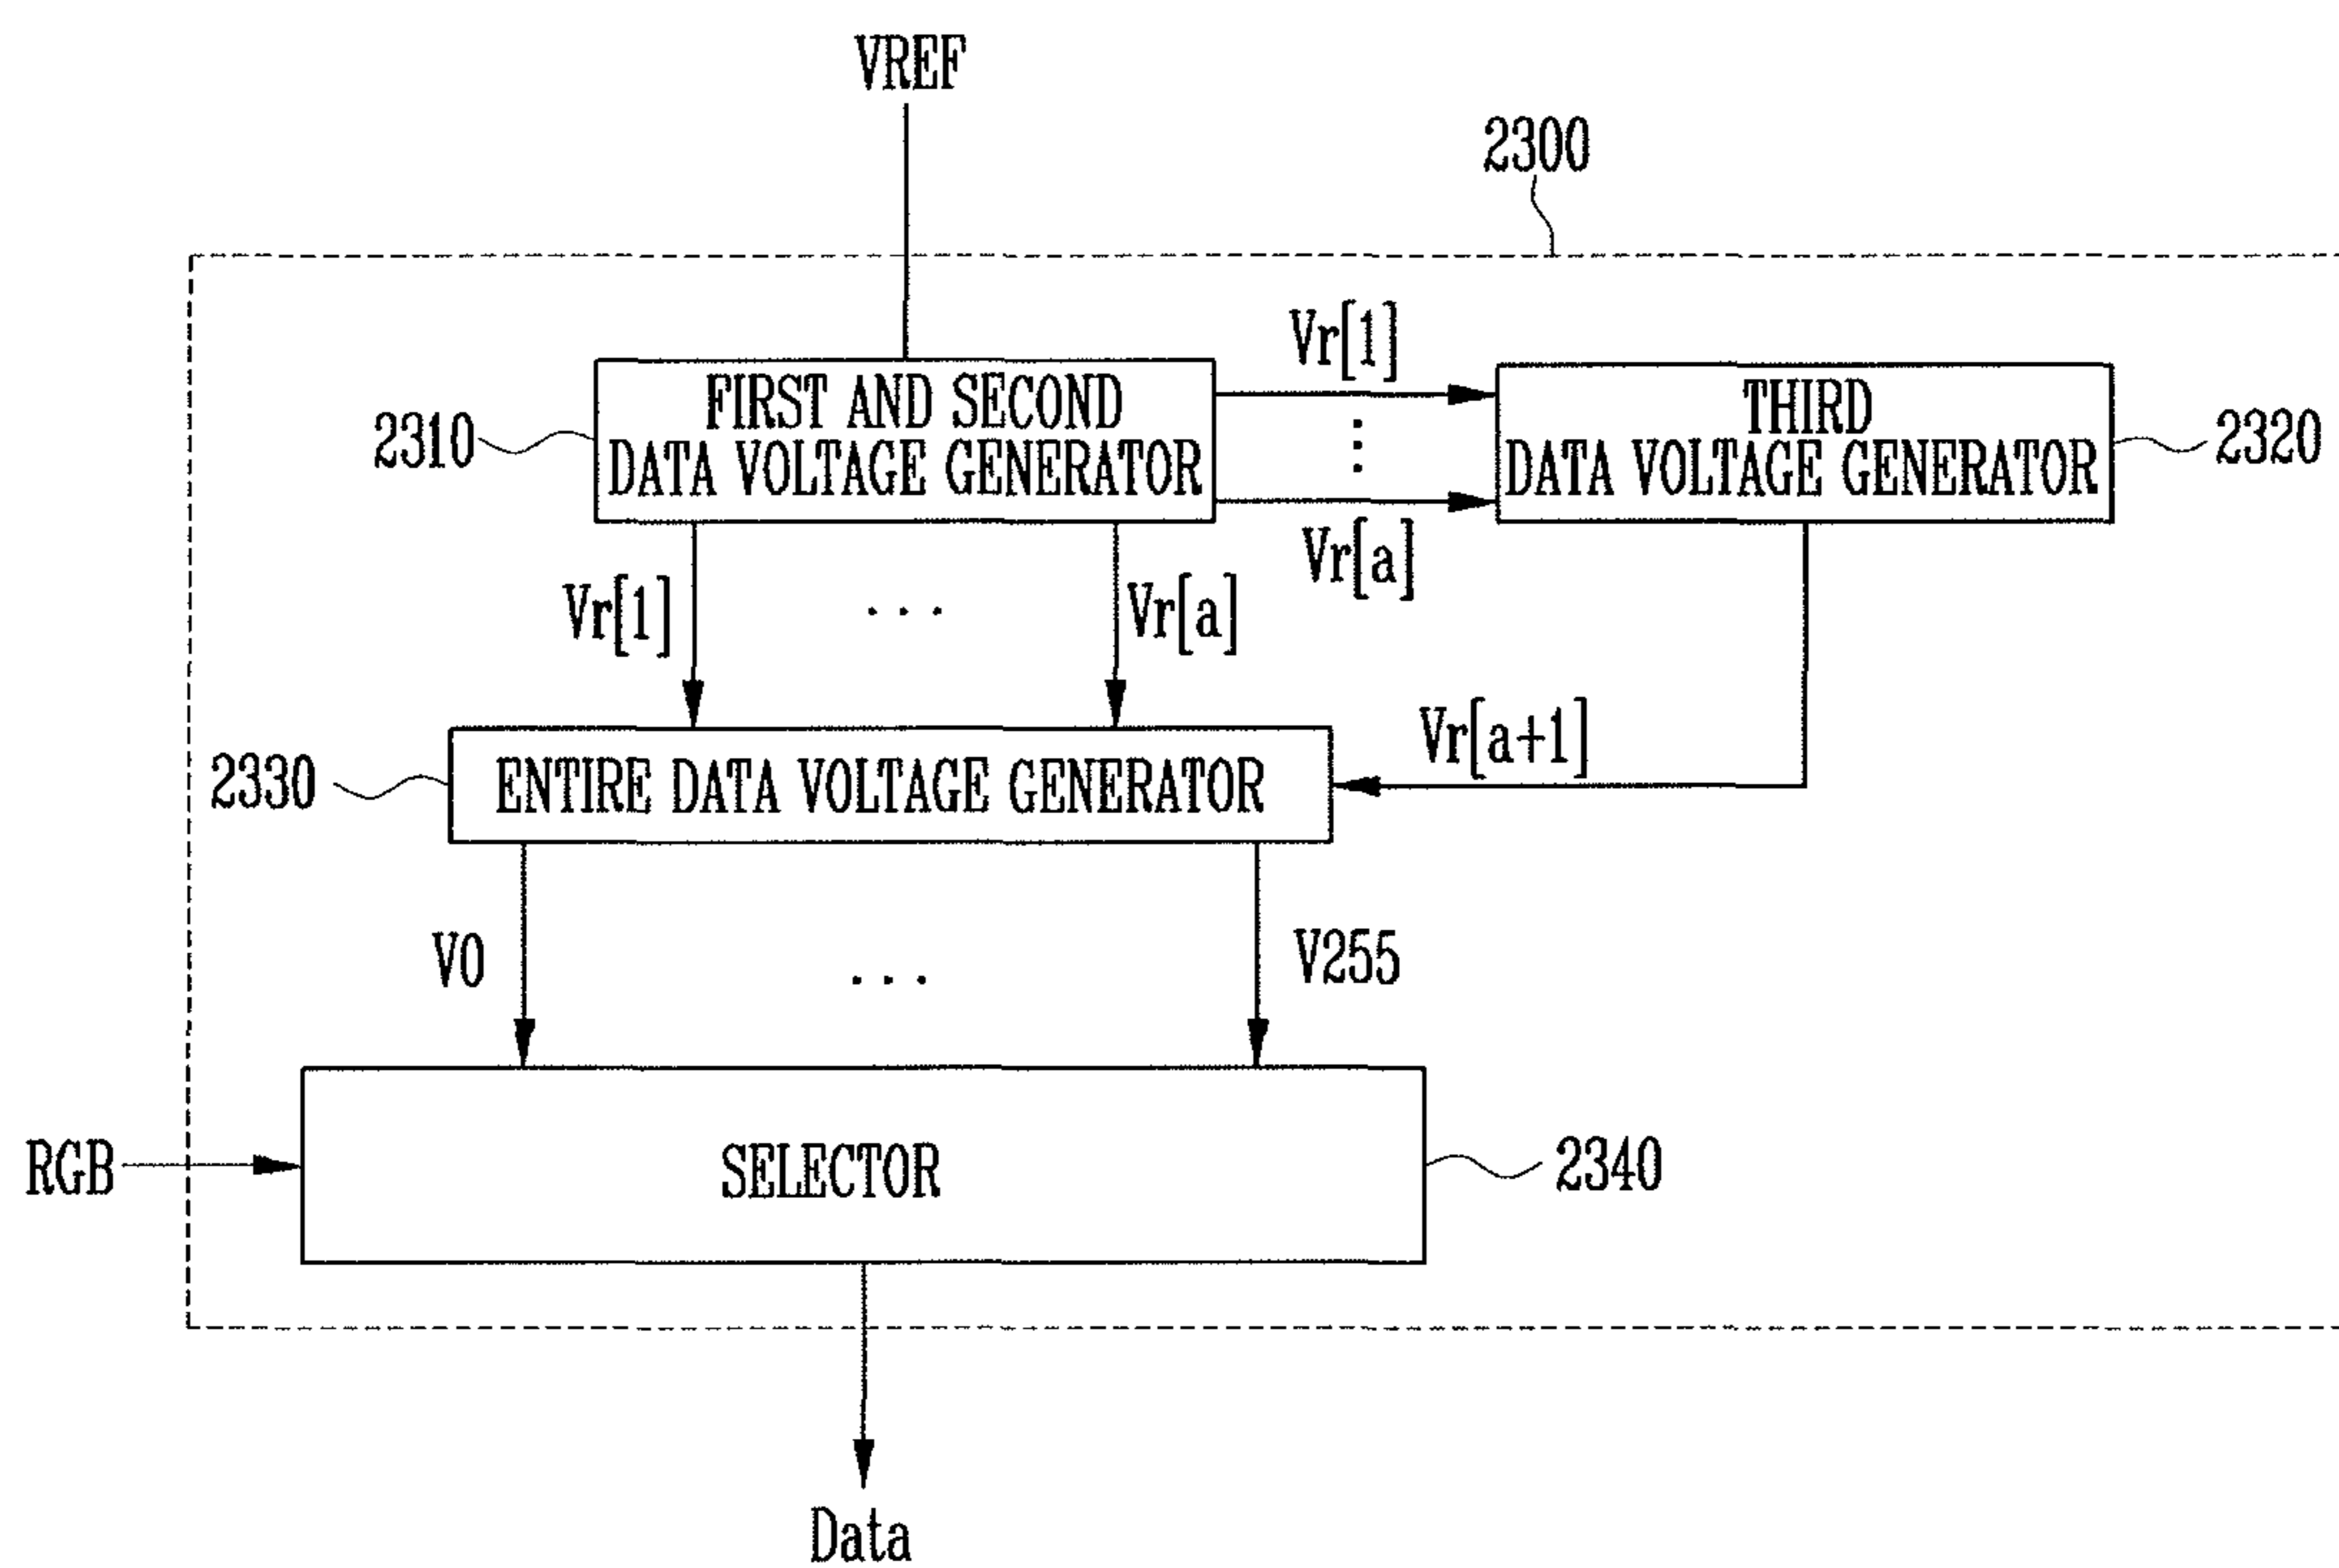 VREF
2300
Vr[1]
FIRST AND SECOND
DATA VOLTAGE GENERATOR
2310
THIRD
DATA VOLTAGE GENERATOR
2320
Vr[a]
Vr[1]
...
Vr[a]
Vr[a+1]
2330
ENTIRE DATA VOLTAGE GENERATOR
V0
...
V255
RGB
SELECTOR
2340
Data